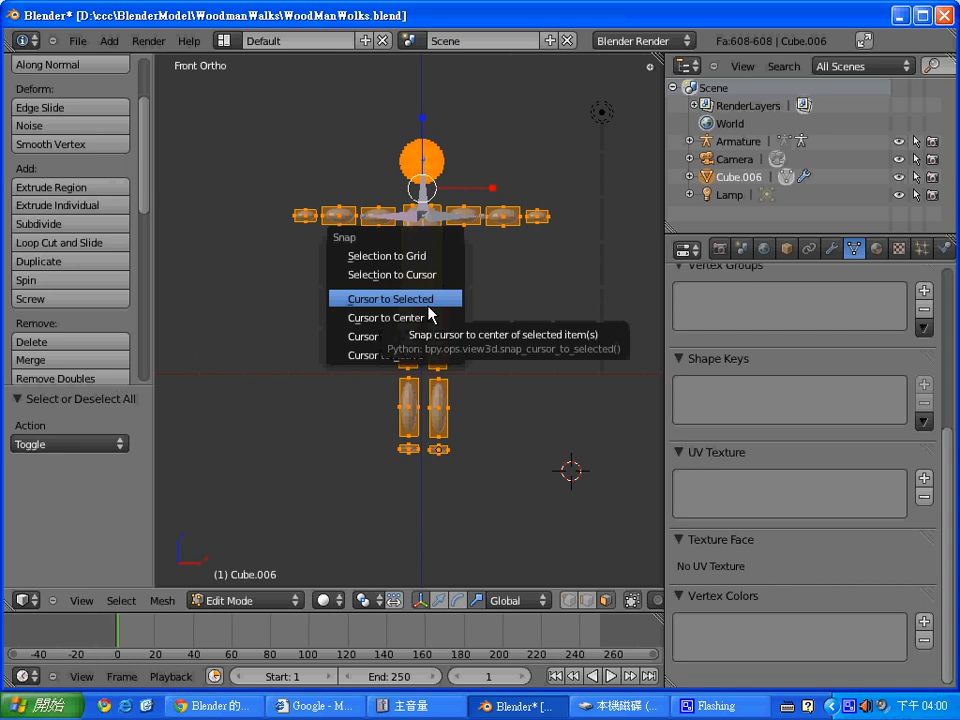 Blender* [D:\ccc\BlenderModel\WoodmanWalks\WoodManWolks.blend]
File Add Render Help Default Scene Blender Render Fa:608-608 | Cube.006
Along Normal
Deform:
Edge Slide
Noise
Smooth Vertex
Add:
Extrude Region
Extrude Individual
Subdivide
Loop Cut and Slide
Duplicate
Spin
Screw
Remove:
Delete
Merge
Remove Doubles
Select or Deselect All
Action
Toggle
Front Ortho
Snap
Selection to Grid
Selection to Cursor
Cursor to Selected
Cursor to Center
Cursor
Cursor to
Snap cursor to center of selected item(s)
Python: bpy.ops.view3d.snap_cursor_to_selected()
(1) Cube.006
View Select Mesh Edit Mode Global
-40 -20 0 20 40 60 80 100 120 140 160 180 200 220 240 260
View Frame Playback Start: 1 End: 250 1
View Search All Scenes
Scene
RenderLayers
World
Armature
Camera
Cube.006
Lamp
Vertex Groups
Shape Keys
UV Texture
Texture Face
No UV Texture
Vertex Colors
開始 Blender 的... Google - M... 主音量 Blender* [... 本機磁碟 (... Flashing 下午 04:00